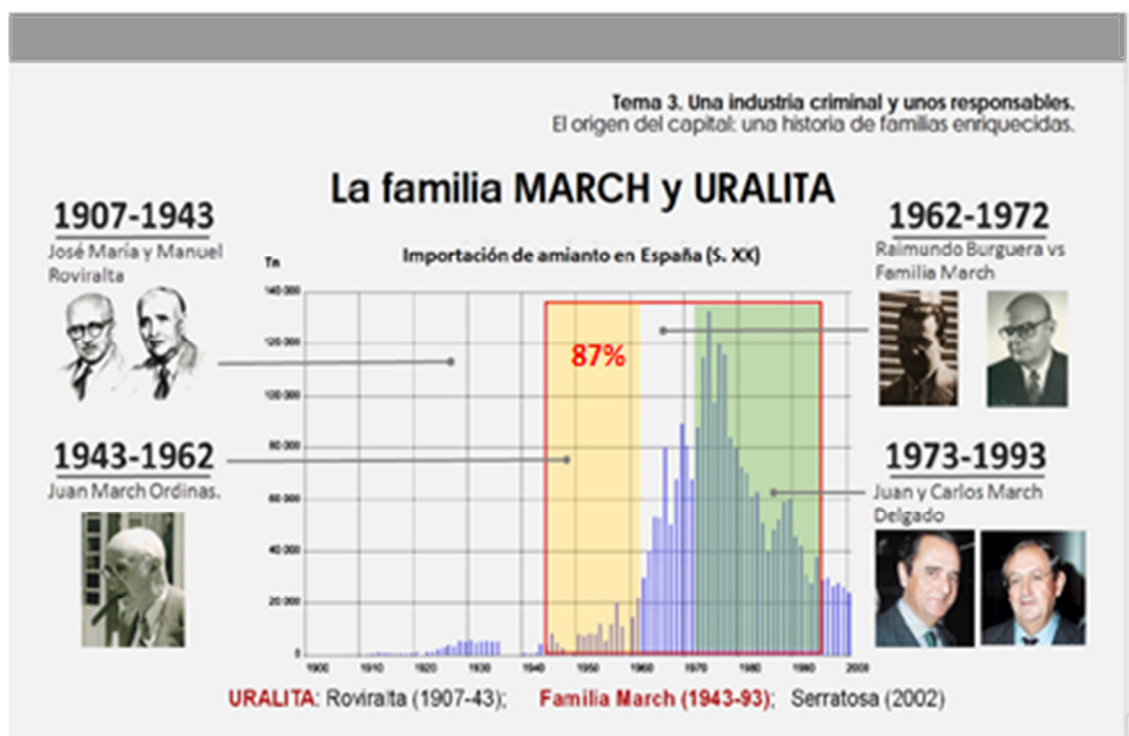 Tema 3. Una industria criminal y unos responsables.
El origen del capital: una historia de familias enriquecidas.
La familia MARCH y URALITA
1907-1943
José María y Manuel
Roviralta
1943-1962
Juan March Ordinas.
Importación de amianto en España (S. XX)
Tn
140 000
120 000
100 000
80 000
60 000
40 000
20 000
0
87%
1900 1910 1920 1930 1940 1950 1960 1970 1980 1990 2000
1962-1972
Raimundo Burguera vs
Familia March
1973-1993
Juan y Carlos March
Delgado
URALITA: Roviralta (1907-43); Familia March (1943-93); Serratosa (2002)